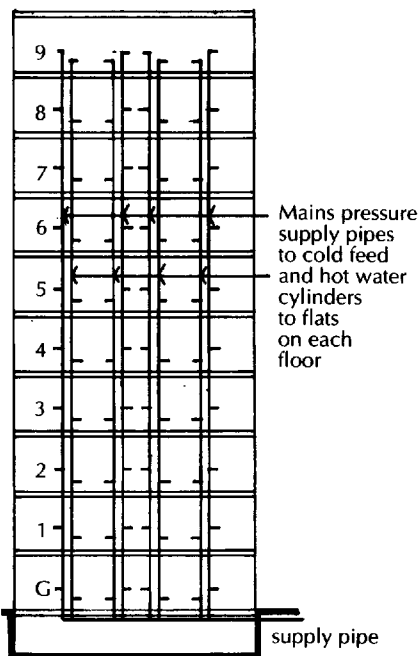 9
8
7
6
5
4
3
2
1
G
Mains pressure
supply pipes
to cold feed
and hot water
cylinders
to flats
on each
floor
supply pipe